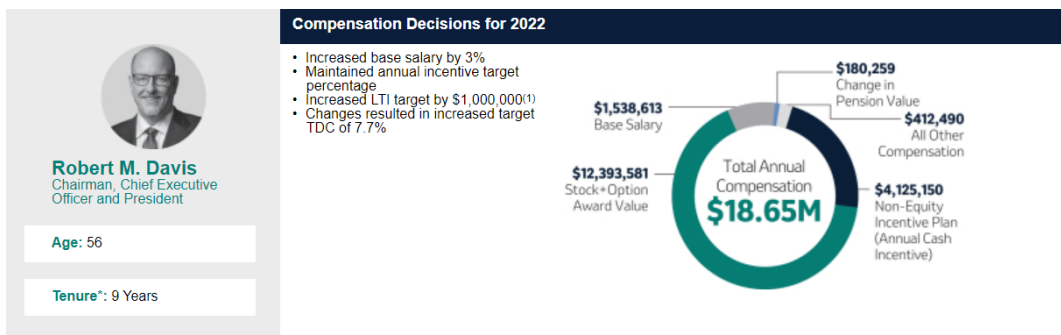 Compensation Decisions for 2022
• Increased base salary by 3%
• Maintained annual incentive target
percentage
• Increased LTI target by $1,000,000(1)
• Changes resulted in increased target
TDC of 7.7%
Robert M. Davis
Chairman, Chief Executive
Officer and President
Age: 56
Tenure*: 9 Years
$180,259
Change in
Pension Value
$412,490
All Other
Compensation
$4,125,150
Non-Equity
Incentive Plan
(Annual Cash
Incentive)
$12,393,581
Stock+Option
Award Value
$1,538,613
Base Salary
Total Annual
Compensation
$18.65M